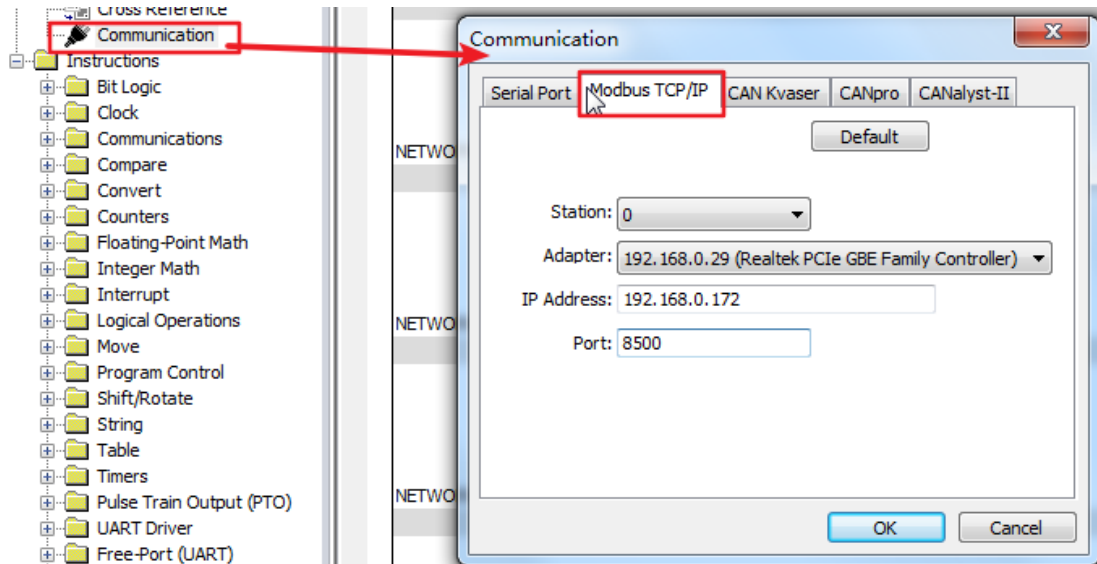 Cross Reference
Communication
Instructions
Bit Logic
Clock
Communications
Compare
Convert
Counters
Floating-Point Math
Integer Math
Interrupt
Logical Operations
Move
Program Control
Shift/Rotate
String
Table
Timers
Pulse Train Output (PTO)
UART Driver
Free-Port (UART)
NETWO
NETWO
NETWO
Communication
Serial Port Modbus TCP/IP CAN Kvaser CANpro CANalyst-II
Default
Station: 0
Adapter: 192.168.0.29 (Realtek PCIe GBE Family Controller)
IP Address: 192.168.0.172
Port: 8500
OK Cancel